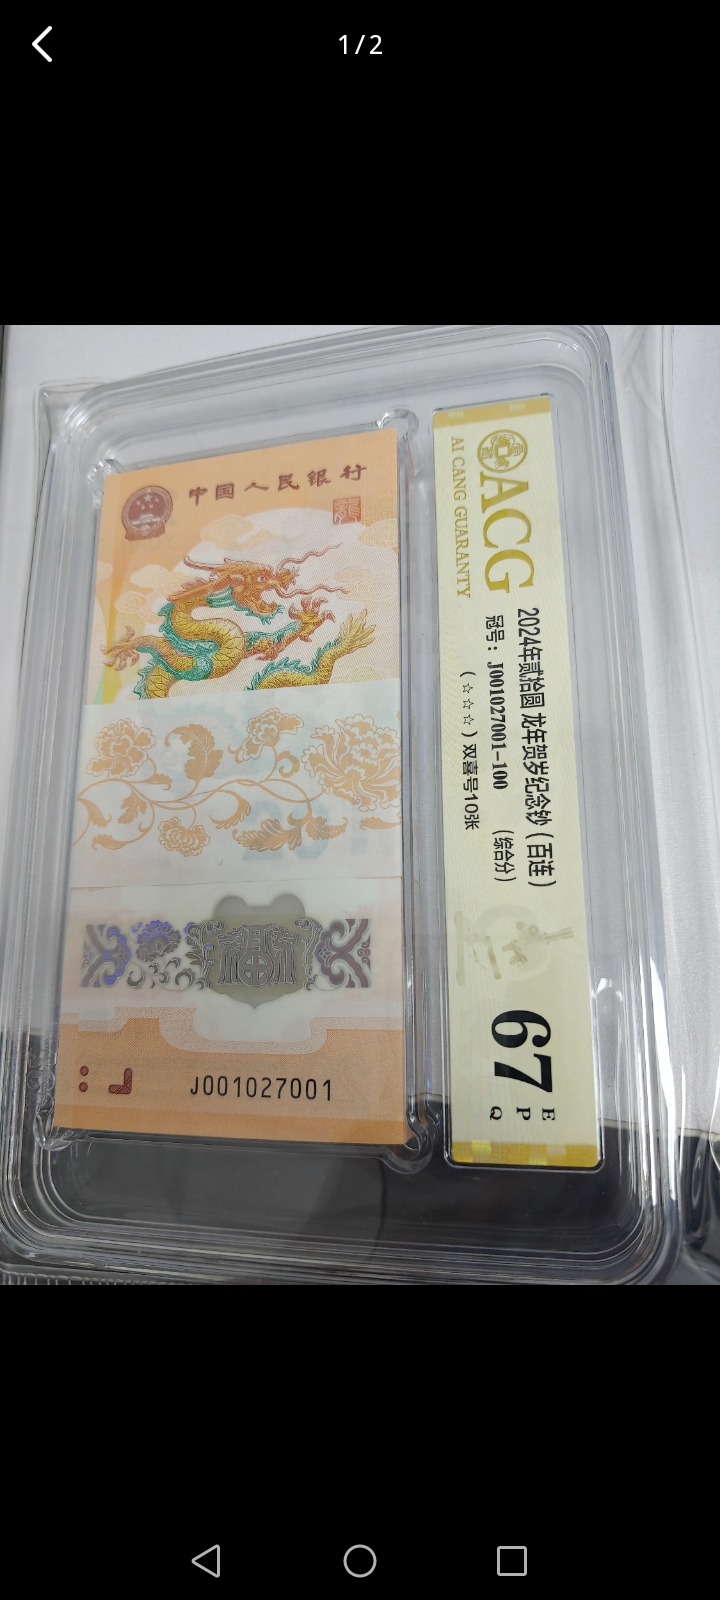 1/2
中国人民银行
福
J001027001
ACG
AI CANG GUARANTY
2024年贰拾圆 龙年贺岁纪念钞（百连）
冠号：J001027001-100 （综合分）
（☆☆☆）双喜号10张
67
E
P
Q